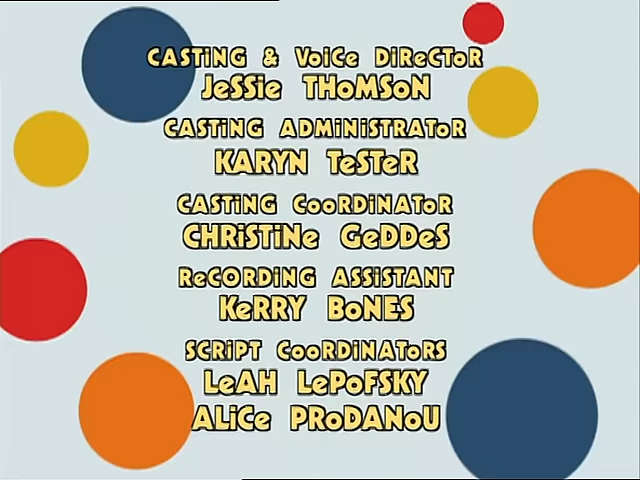 CASTiNG & VoiCe DiReCToR
JeSSie THoMSoN
CASTiNG ADMiNiSTRAToR
KARYN TeSTeR
CASTiNG CooRDiNAToR
CHRiSTiNe GeDDeS
ReCoRDiNG ASSiSTANT
KeRRY BoNES
SCRiPT CooRDiNAToRS
LeAH LePoFSKY
ALiCe PRoDANoU